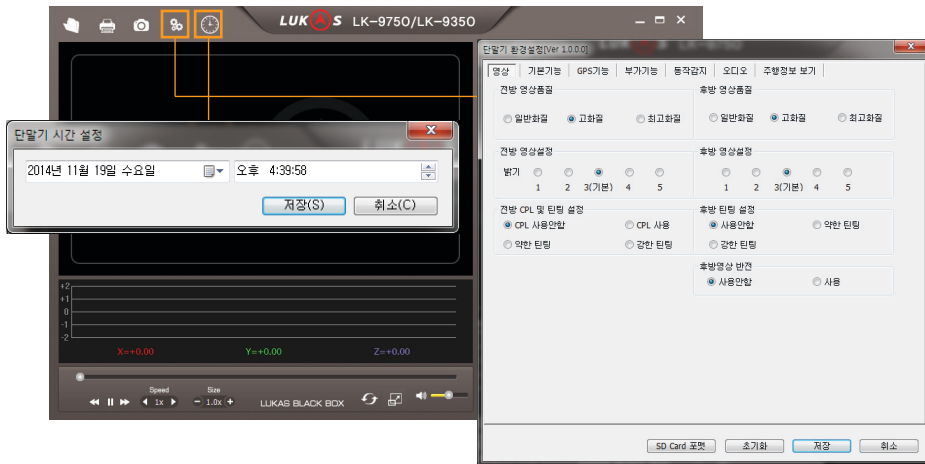 LUKAS LK-9750/LK-9350
단말기 시간 설정
2014년 11월 19일 수요일
오후 4:39:58
저장(S) 취소(C)
+2
+1
0
-1
-2
X=+0.00 Y=+0.00 Z=+0.00
Speed Size
1x 1.0x
LUKAS BLACK BOX
단말기 환경설정[Ver 1.0.0.0]
영상 기본기능 GPS기능 부가기능 동작감지 오디오 주행정보 보기
전방 영상품질
일반화질 고화질 최고화질
후방 영상품질
일반화질 고화질 최고화질
전방 영상설정
밝기
1 2 3(기본) 4 5
후방 영상설정
1 2 3(기본) 4 5
전방 CPL 및 틴팅 설정
CPL 사용안함 CPL 사용
약한 틴팅 강한 틴팅
후방 틴팅 설정
사용안함 약한 틴팅
강한 틴팅
후방영상 반전
사용안함 사용
SD Card 포맷 초기화 저장 취소